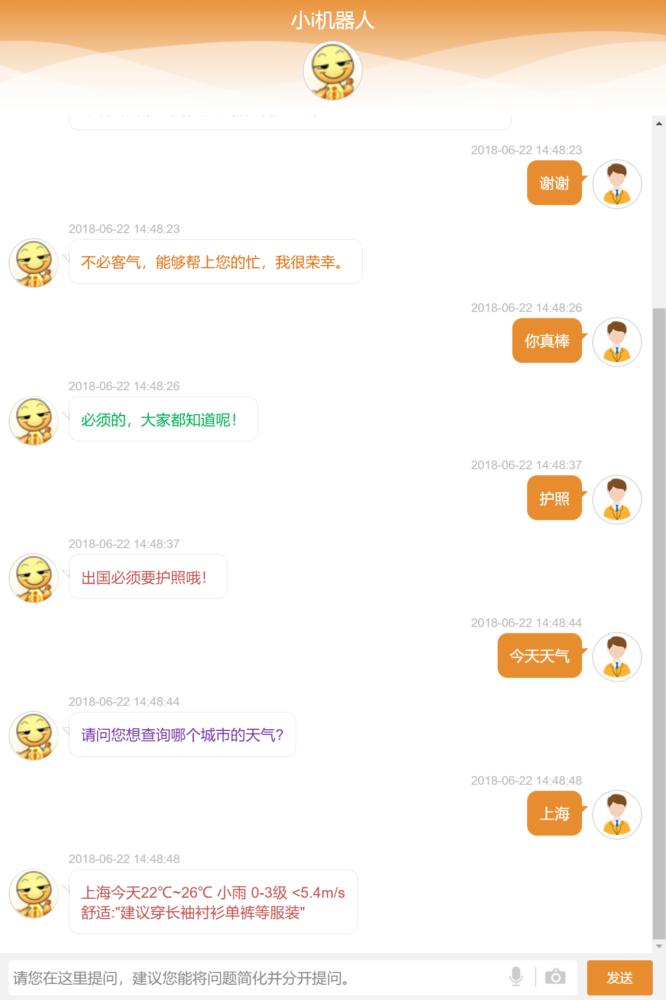 小i机器人
2018-06-22 14:48:23
谢谢
2018-06-22 14:48:23
不必客气，能够帮上您的忙，我很荣幸。
2018-06-22 14:48:26
你真棒
2018-06-22 14:48:26
必须的，大家都知道呢！
2018-06-22 14:48:37
护照
2018-06-22 14:48:37
出国必须要护照哦！
2018-06-22 14:48:44
今天天气
2018-06-22 14:48:44
请问您想查询哪个城市的天气？
2018-06-22 14:48:48
上海
2018-06-22 14:48:48
上海今天22℃~26℃ 小雨 0-3级 <5.4m/s
舒适:"建议穿长袖衬衫单裤等服装"
请您在这里提问，建议您能将问题简化并分开提问。
发送